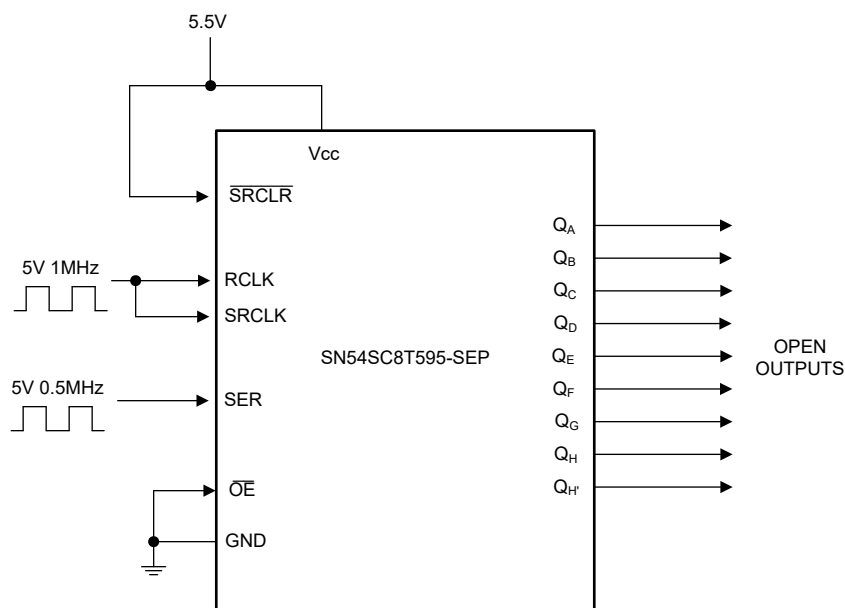 5.5V
Vcc
SRCLR
5V 1MHz
RCLK
SRCLK
5V 0.5MHz
SER
OE
GND
SN54SC8T595-SEP
QA
QB
QC
QD
QE
QF
QG
QH
QH'
OPEN
OUTPUTS